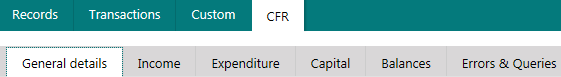 Records Transactions Custom CFR
General details Income Expenditure Capital Balances Errors & Queries